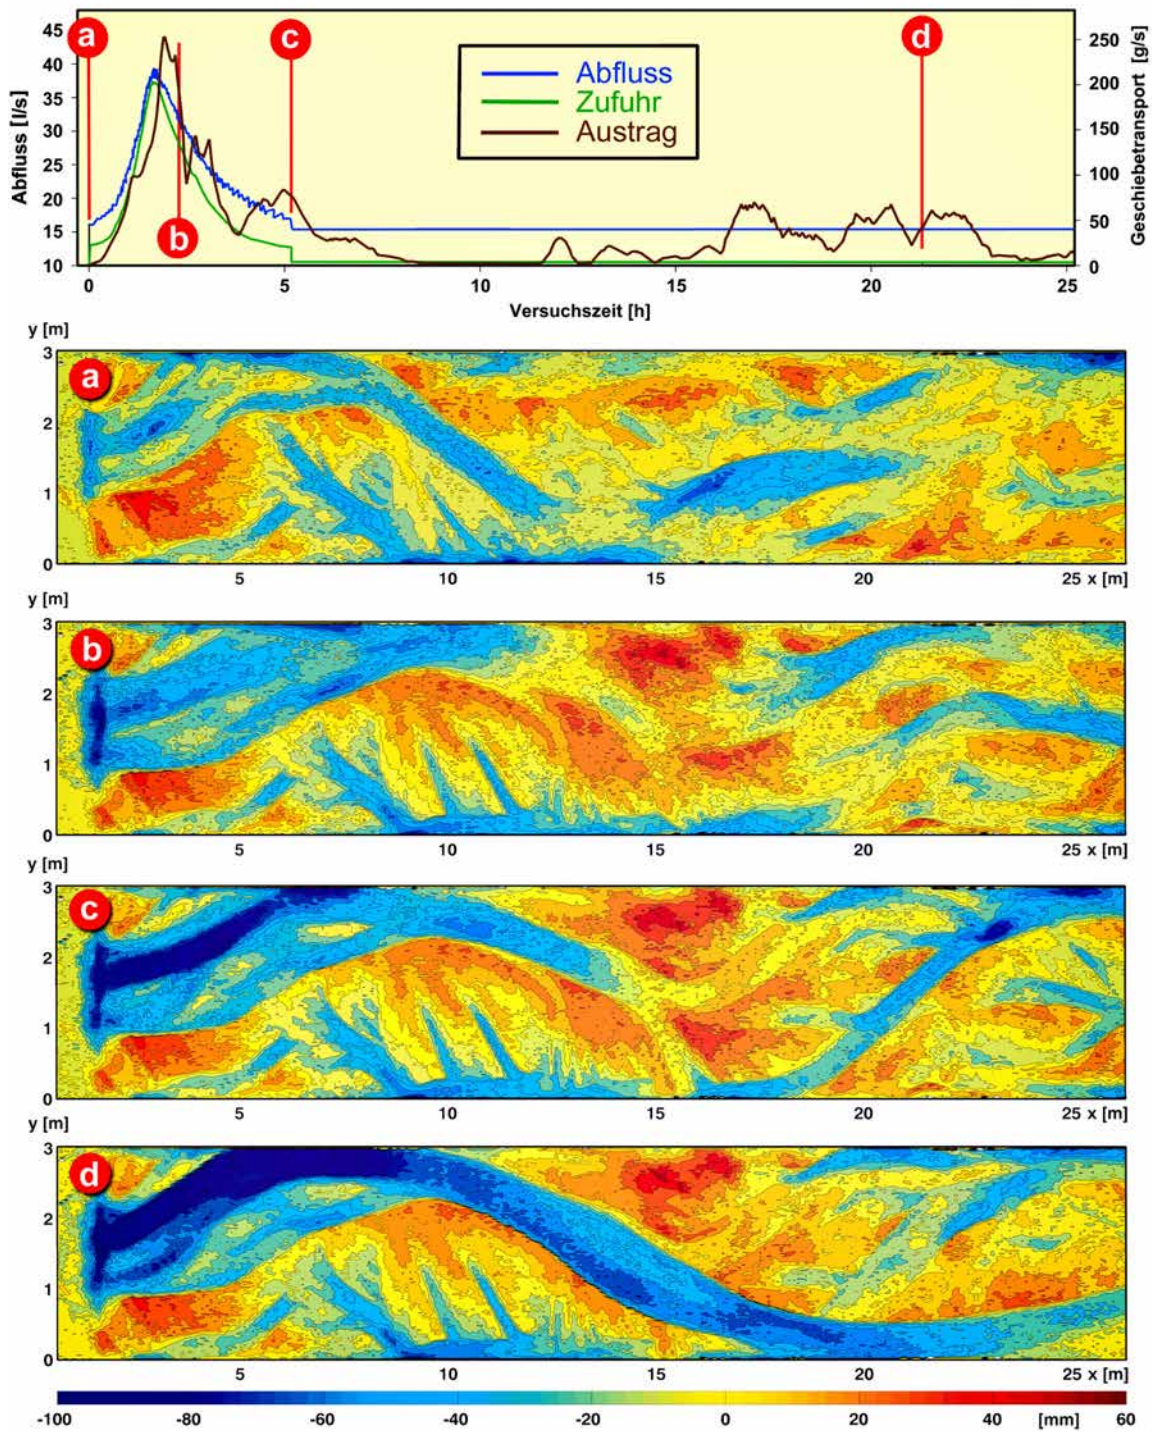 a
c
d
b
45
40
35
30
25
20
15
10
Abfluss [l/s]
Abfluss
Zufuhr
Austrag
250
200
150
100
50
0
Geschiebetransport [g/s]
0 5 10 15 20 25
Versuchszeit [h]
y [m]
a
3
2
1
0
5 10 15 20 25 x [m]
y [m]
b
3
2
1
0
5 10 15 20 25 x [m]
y [m]
c
3
2
1
0
5 10 15 20 25 x [m]
y [m]
d
3
2
1
0
5 10 15 20 25 x [m]
-100 -80 -60 -40 -20 0 20 40 [mm] 60